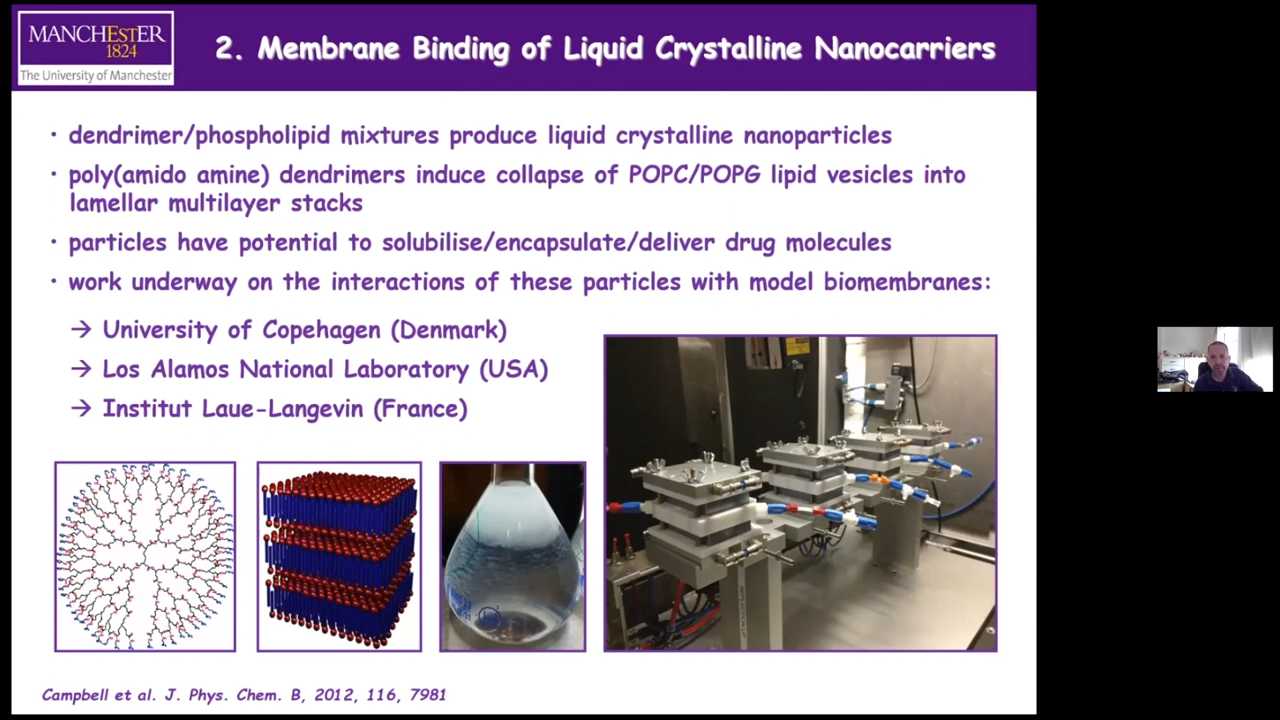 MANCHESTER
1824
The University of Manchester
2. Membrane Binding of Liquid Crystalline Nanocarriers
• dendrimer/phospholipid mixtures produce liquid crystalline nanoparticles
• poly(amido amine) dendrimers induce collapse of POPC/POPG lipid vesicles into
lamellar multilayer stacks
• particles have potential to solubilise/encapsulate/deliver drug molecules
• work underway on the interactions of these particles with model biomembranes:
→ University of Copehagen (Denmark)
→ Los Alamos National Laboratory (USA)
→ Institut Laue-Langevin (France)
Campbell et al. J. Phys. Chem. B, 2012, 116, 7981